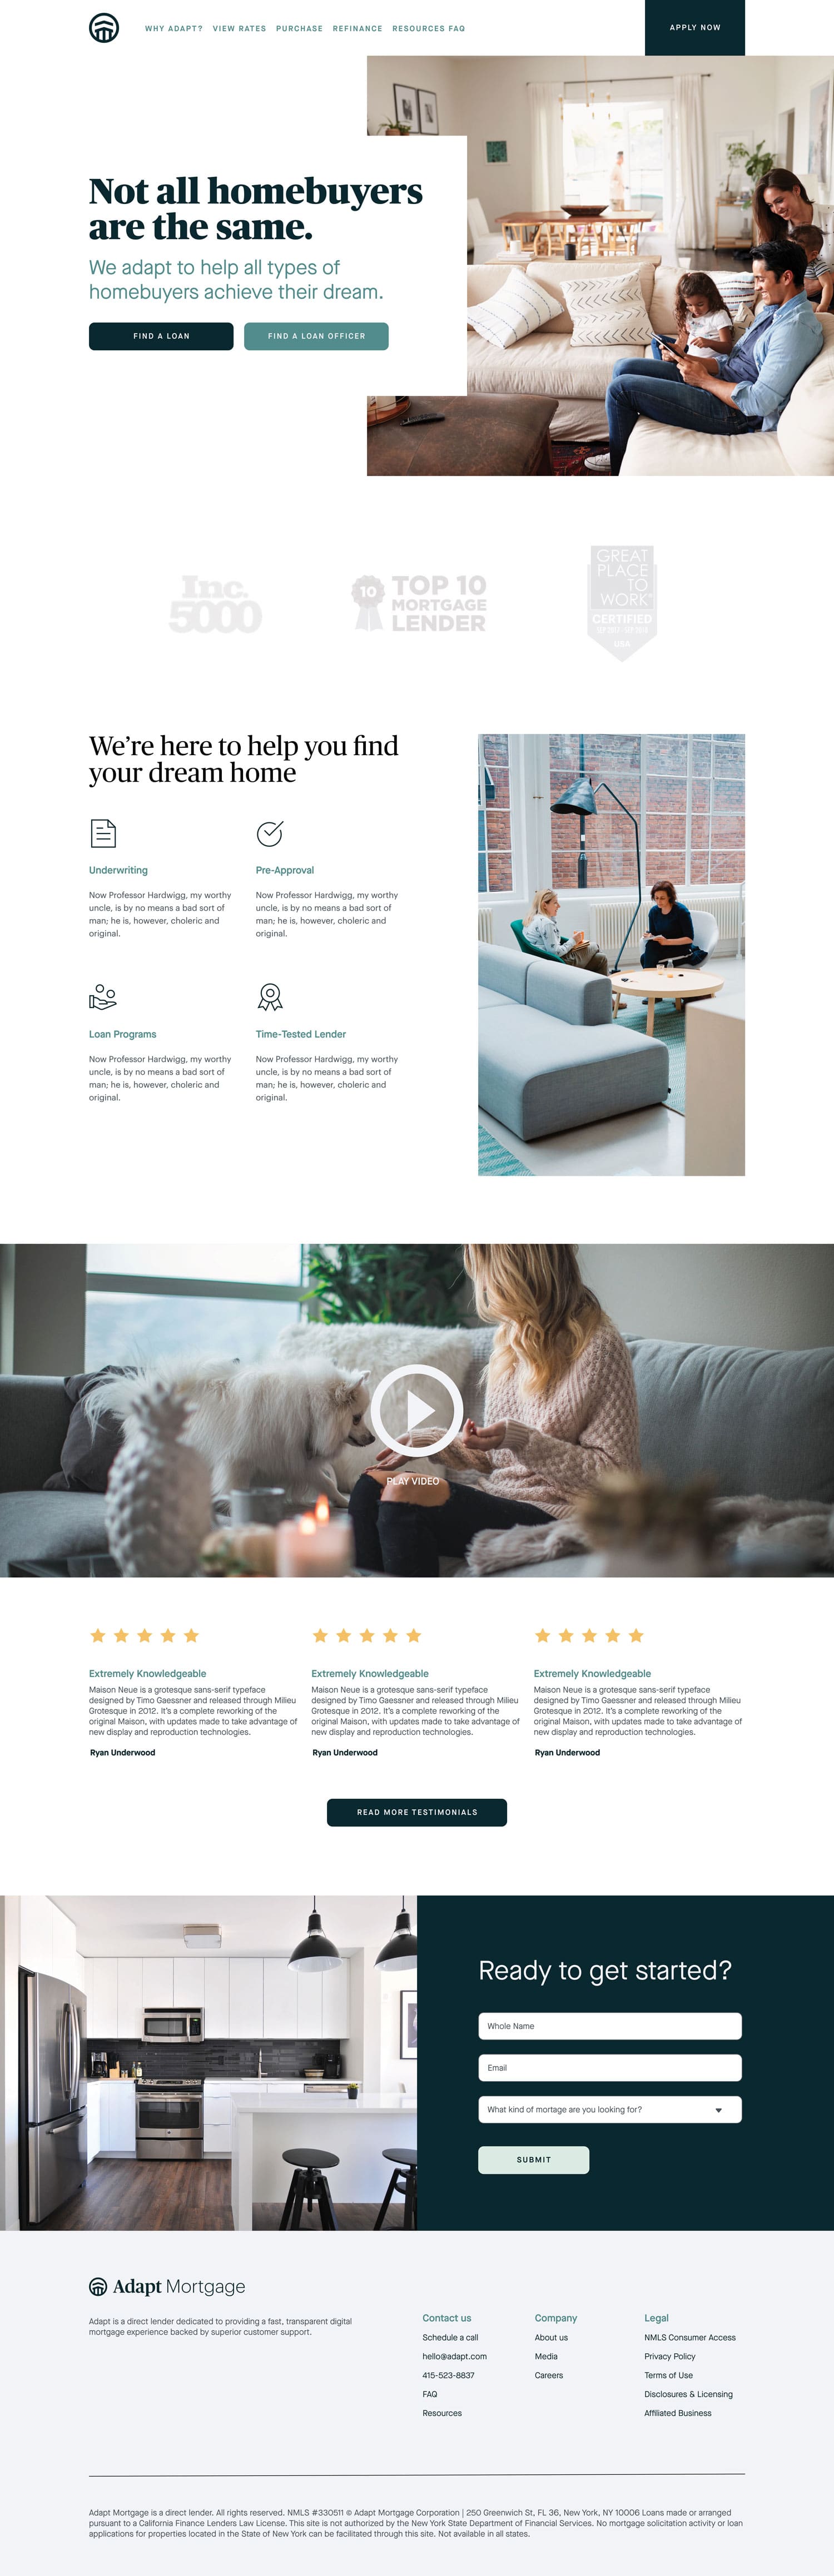 WHY ADAPT? VIEW RATES PURCHASE REFINANCE RESOURCES FAQ
APPLY NOW
Not all homebuyers
are the same.
We adapt to help all types of
homebuyers achieve their dream.
FIND A LOAN
FIND A LOAN OFFICER
Inc.
5000
10
TOP 10
MORTGAGE
LENDER
GREAT
PLACE
TO
WORK
CERTIFIED
USA
We're here to help you find
your dream home
Underwriting
Now Professor Hardwigg, my worthy
uncle, is by no means a bad sort of
man; he is, however, choleric and
original.
Pre-Approval
Now Professor Hardwigg, my worthy
uncle, is by no means a bad sort of
man; he is, however, choleric and
original.
Loan Programs
Now Professor Hardwigg, my worthy
uncle, is by no means a bad sort of
man; he is, however, choleric and
original.
Time-Tested Lender
Now Professor Hardwigg, my worthy
uncle, is by no means a bad sort of
man; he is, however, choleric and
original.
PLAY VIDEO
Extremely Knowledgeable
Maison Neue is a grotesque sans-serif typeface
designed by Timo Gaessner and released through Milieu
Grotesque in 2012. It's a complete reworking of the
original Maison, with updates made to take advantage of
new display and reproduction technologies.
Ryan Underwood
Extremely Knowledgeable
Maison Neue is a grotesque sans-serif typeface
designed by Timo Gaessner and released through Milieu
Grotesque in 2012. It's a complete reworking of the
original Maison, with updates made to take advantage of
new display and reproduction technologies.
Ryan Underwood
Extremely Knowledgeable
Maison Neue is a grotesque sans-serif typeface
designed by Timo Gaessner and released through Milieu
Grotesque in 2012. It's a complete reworking of the
original Maison, with updates made to take advantage of
new display and reproduction technologies.
Ryan Underwood
READ MORE TESTIMONIALS
Ready to get started?
Whole Name
Email
What kind of mortage are you looking for?
SUBMIT
Adapt Mortgage
Adapt is a direct lender dedicated to providing a fast, transparent digital
mortgage experience backed by superior customer support.
Contact us
Schedule a call
hello@adapt.com
415-523-8837
FAQ
Resources
Company
About us
Media
Careers
Legal
NMLS Consumer Access
Privacy Policy
Terms of Use
Disclosures & Licensing
Affiliated Business
Adapt Mortgage is a direct lender. All rights reserved. NMLS #330511 © Adapt Mortgage Corporation | 250 Greenwich St, FL 36, New York, NY 10006 Loans made or arranged
pursuant to a California Finance Lenders Law License. This site is not authorized by the New York State Department of Financial Services. No mortgage solicitation activity or loan
applications for properties located in the State of New York can be facilitated through this site. Not available in all states.